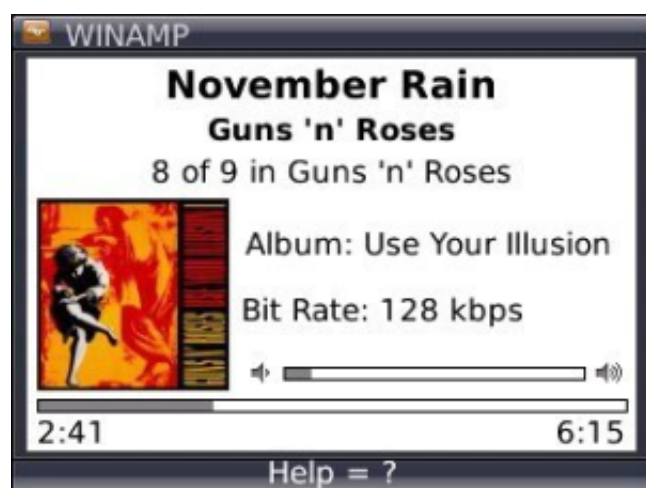 WINAMP
November Rain
Guns 'n' Roses
8 of 9 in Guns 'n' Roses
Album: Use Your Illusion
Bit Rate: 128 kbps
2:41 6:15
Help = ?